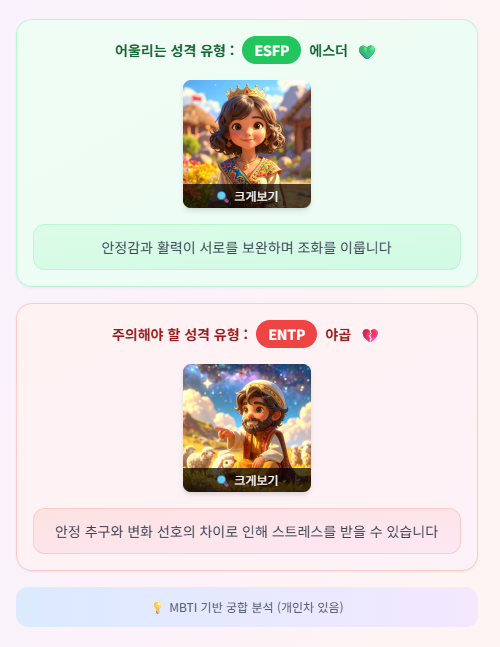 어울리는 성격 유형 : ESFP 에스더
크게보기
안정감과 활력이 서로를 보완하며 조화를 이룹니다
주의해야 할 성격 유형 : ENTP 야곱
크게보기
안정 추구와 변화 선호의 차이로 인해 스트레스를 받을 수 있습니다
MBTI 기반 궁합 분석 (개인차 있음)